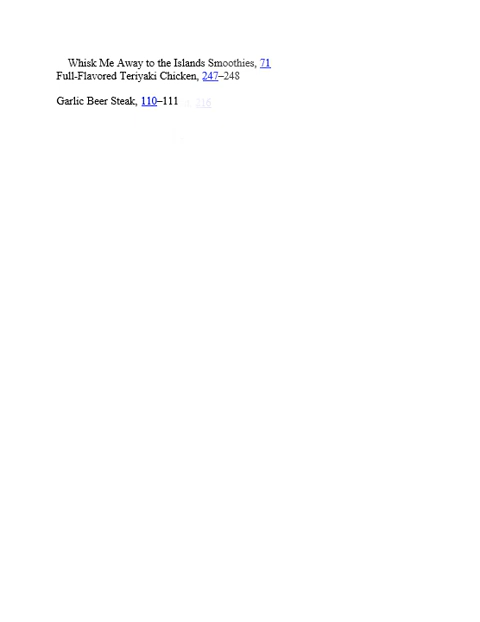 Whisk Me Away to the Islands Smoothies, 71
Full-Flavored Teriyaki Chicken, 247–248
Garlic Beer Steak, 110–111